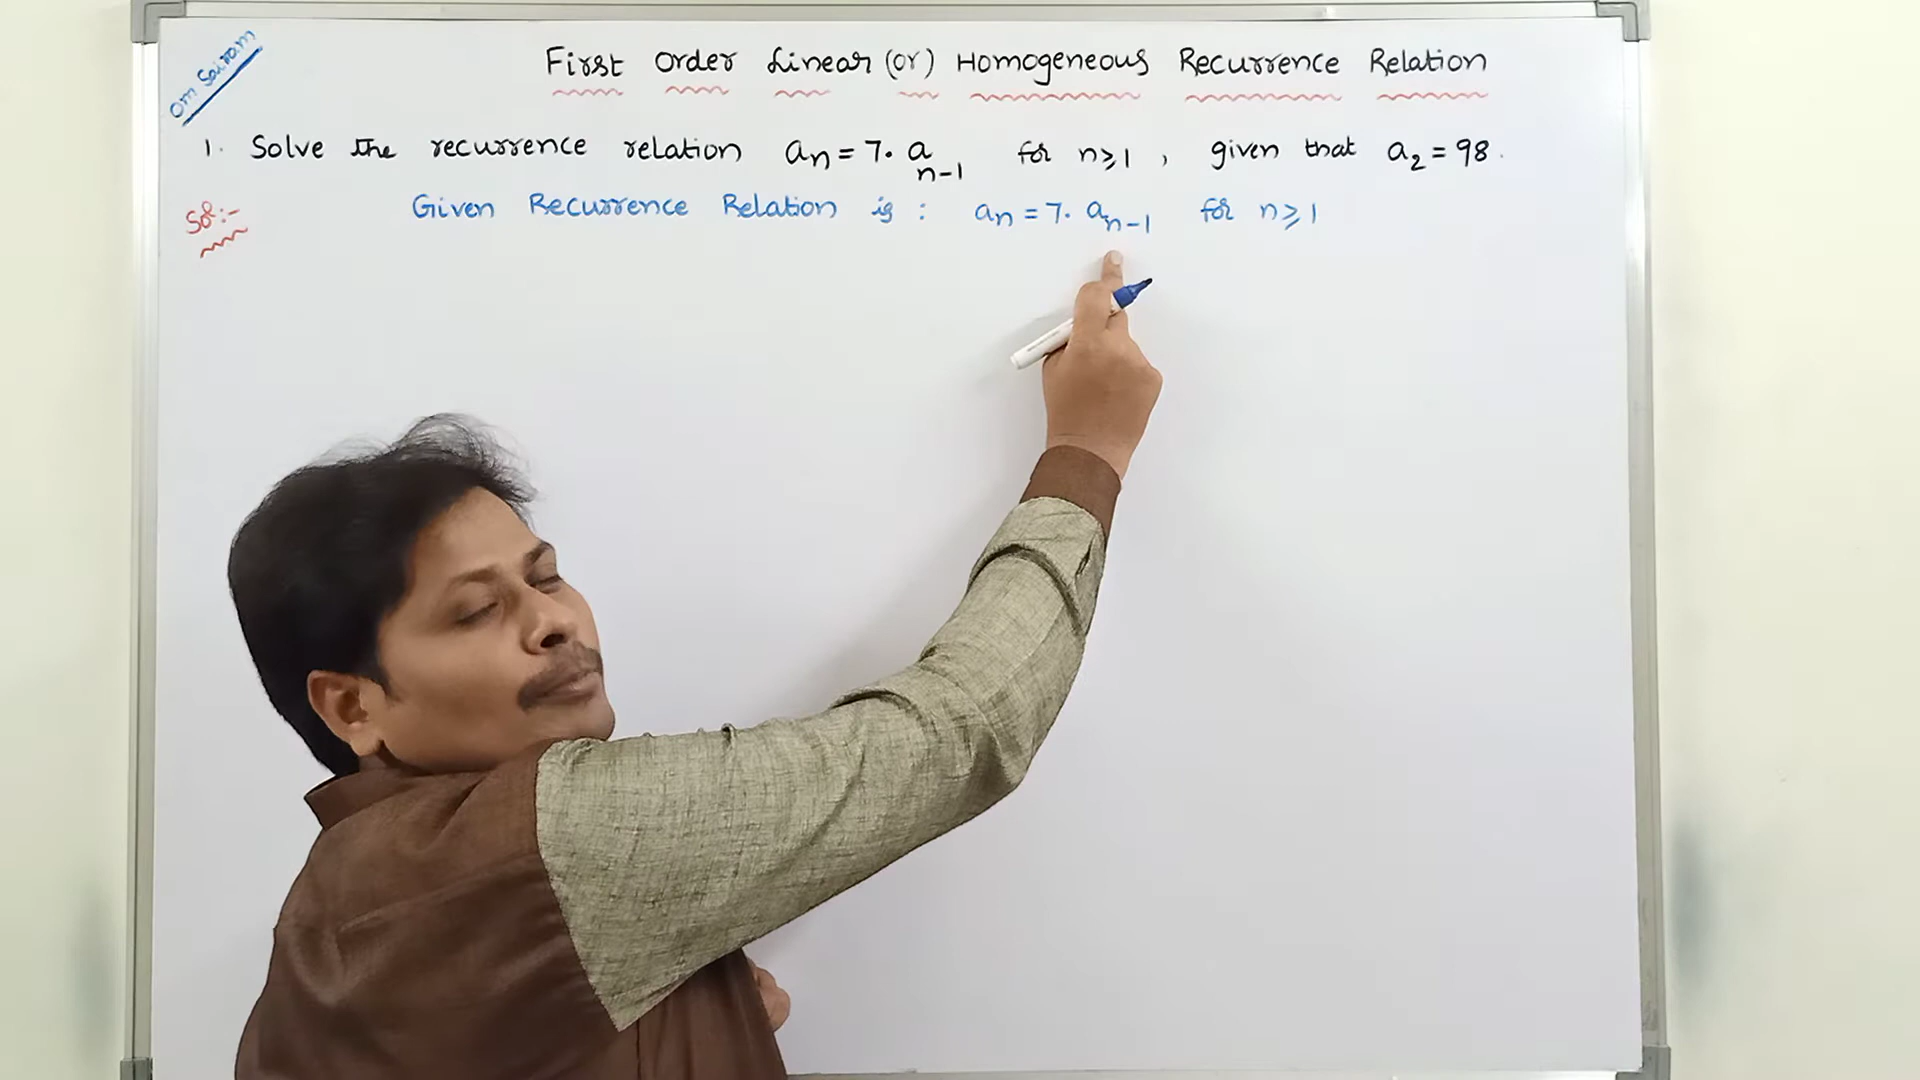 Om Sairam
First Order Linear (or) Homogeneous Recurrence Relation
1. Solve the recurrence relation aₙ = 7. aₙ₋₁ for n≥1 , given that a₂ = 98.
Sol:- Given Recurrence Relation is : aₙ = 7. aₙ₋₁ for n≥1